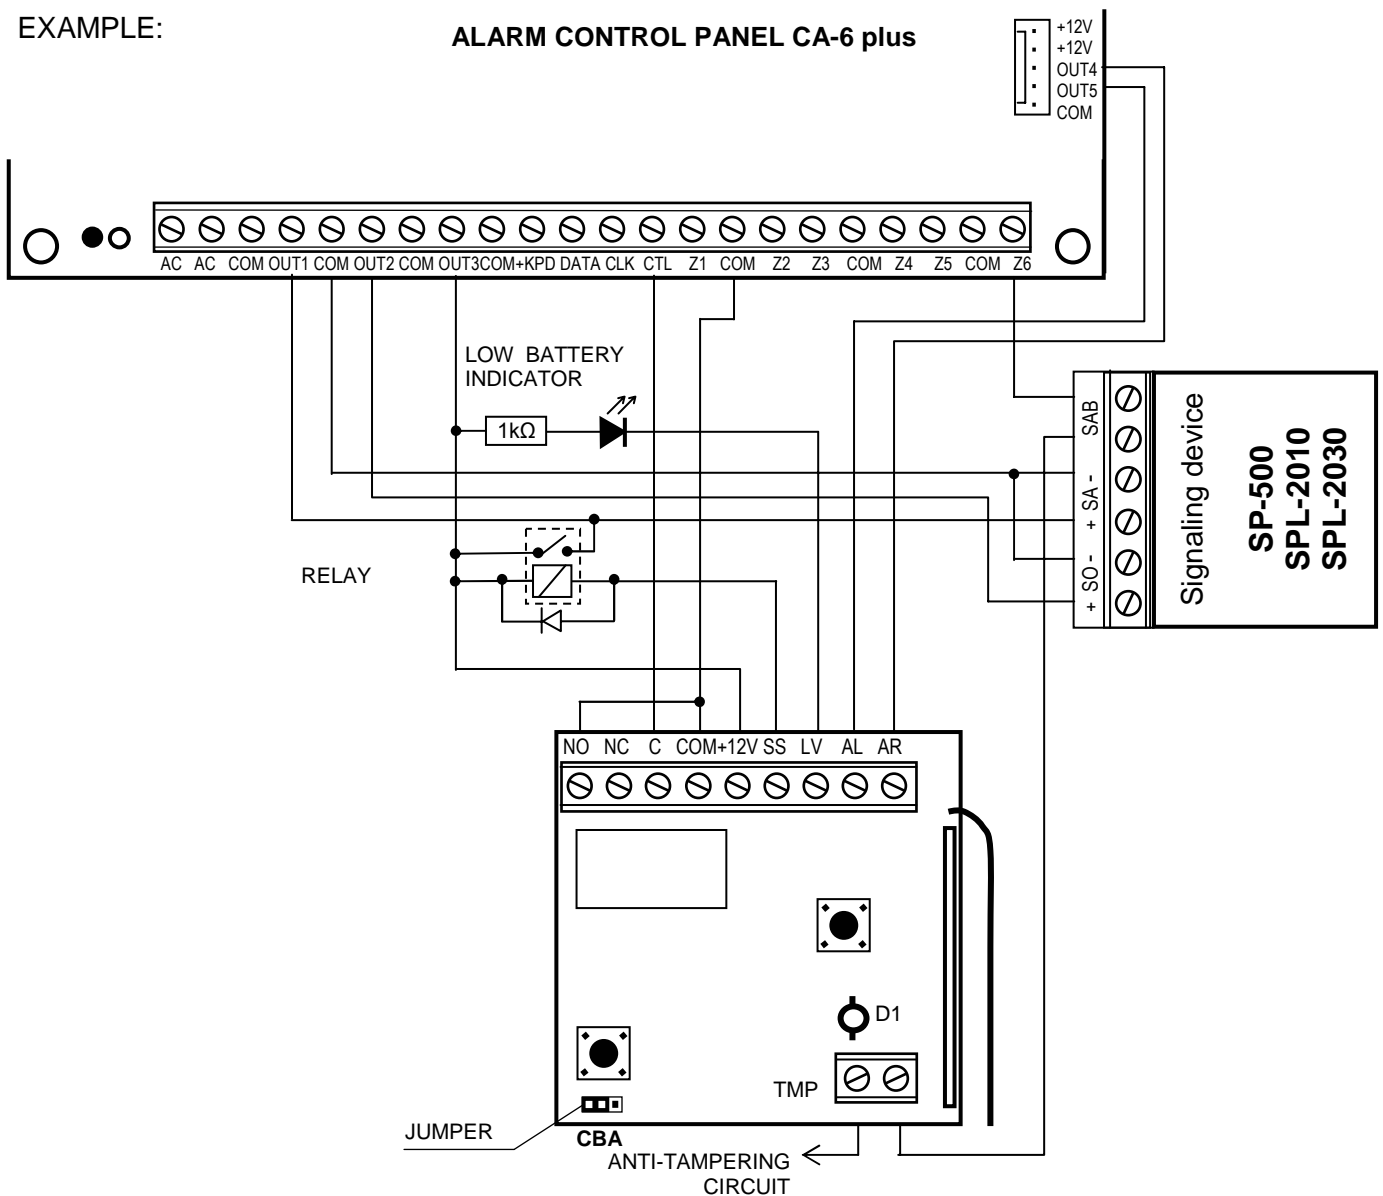 EXAMPLE:
ALARM CONTROL PANEL CA-6 plus
+12V
+12V
OUT4
OUT5
COM
AC AC COM OUT1 COM OUT2 COM OUT3 COM +KPD DATA CLK CTL Z1 COM Z2 Z3 COM Z4 Z5 COM Z6
LOW BATTERY
INDICATOR
1kΩ
RELAY
SAB
+ SA -
+ SO -
Signaling device
SP-500
SPL-2010
SPL-2030
NO NC C COM +12V SS LV AL AR
D1
TMP
JUMPER
CBA
ANTI-TAMPERING
CIRCUIT